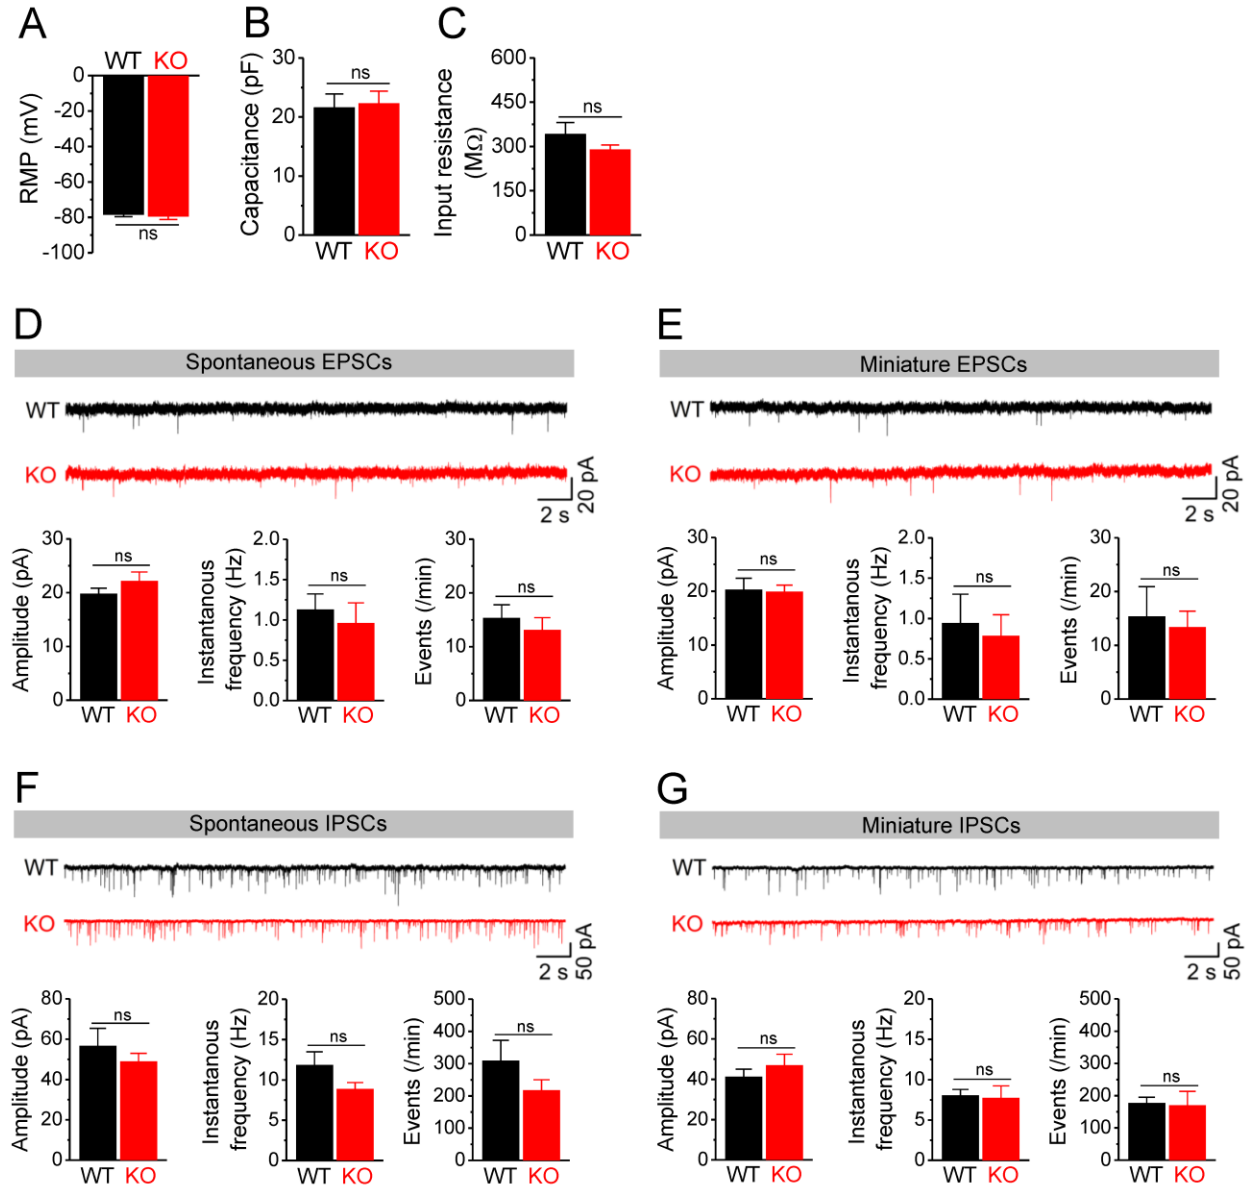 A
B
C
WT KO
RMP (mV)
0
-20
-40
-60
-80
-100
ns
Capacitance (pF)
30
20
10
0
ns
WT KO
Input resistance
(MΩ)
600
450
300
150
0
ns
WT KO
D
Spontaneous EPSCs
WT
KO
2 s
20 pA
Amplitude (pA)
30
20
10
0
ns
WT KO
Instantanous
frequency (Hz)
2.0
1.5
1.0
0.5
0.0
ns
WT KO
Events (/min)
30
20
10
0
ns
WT KO
E
Miniature EPSCs
WT
KO
2 s
20 pA
Amplitude (pA)
30
20
10
0
ns
WT KO
Instantanous
frequency (Hz)
2.0
1.5
1.0
0.5
0.0
ns
WT KO
Events (/min)
30
20
10
0
ns
WT KO
F
Spontaneous IPSCs
WT
KO
2 s
50 pA
Amplitude (pA)
80
60
40
20
0
ns
WT KO
Instantanous
frequency (Hz)
20
15
10
5
0
ns
WT KO
Events (/min)
500
400
300
200
100
0
ns
WT KO
G
Miniature IPSCs
WT
KO
2 s
50 pA
Amplitude (pA)
80
60
40
20
0
ns
WT KO
Instantanous
frequency (Hz)
20
15
10
5
0
ns
WT KO
Events (/min)
500
400
300
200
100
0
ns
WT KO